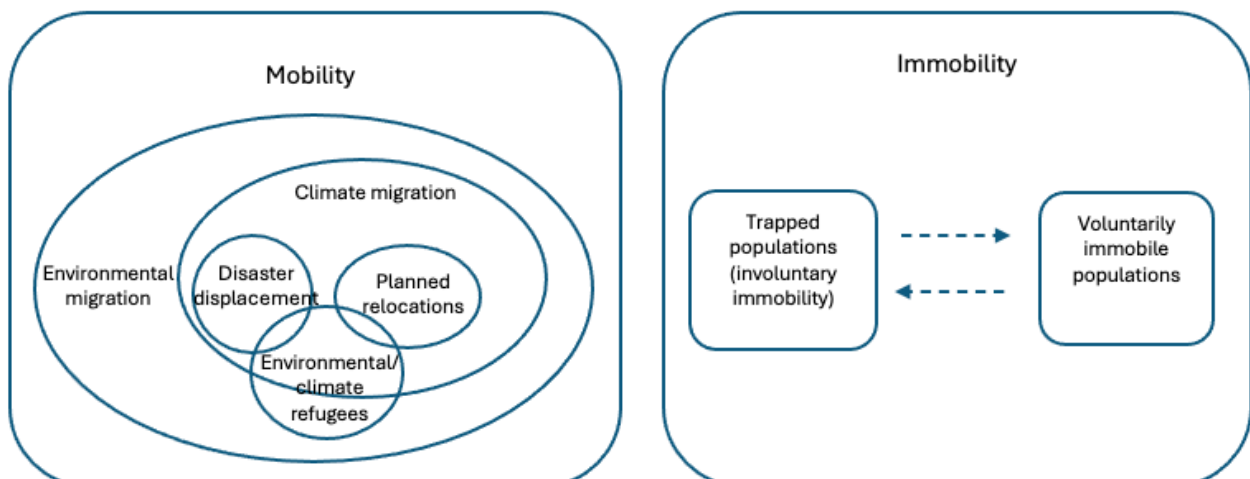 Mobility
Climate migration
Environmental
migration
Disaster
displacement
Planned
relocations
Environmental/
climate
refugees
Immobility
Trapped
populations
(involuntary
immobility)
Voluntarily
immobile
populations